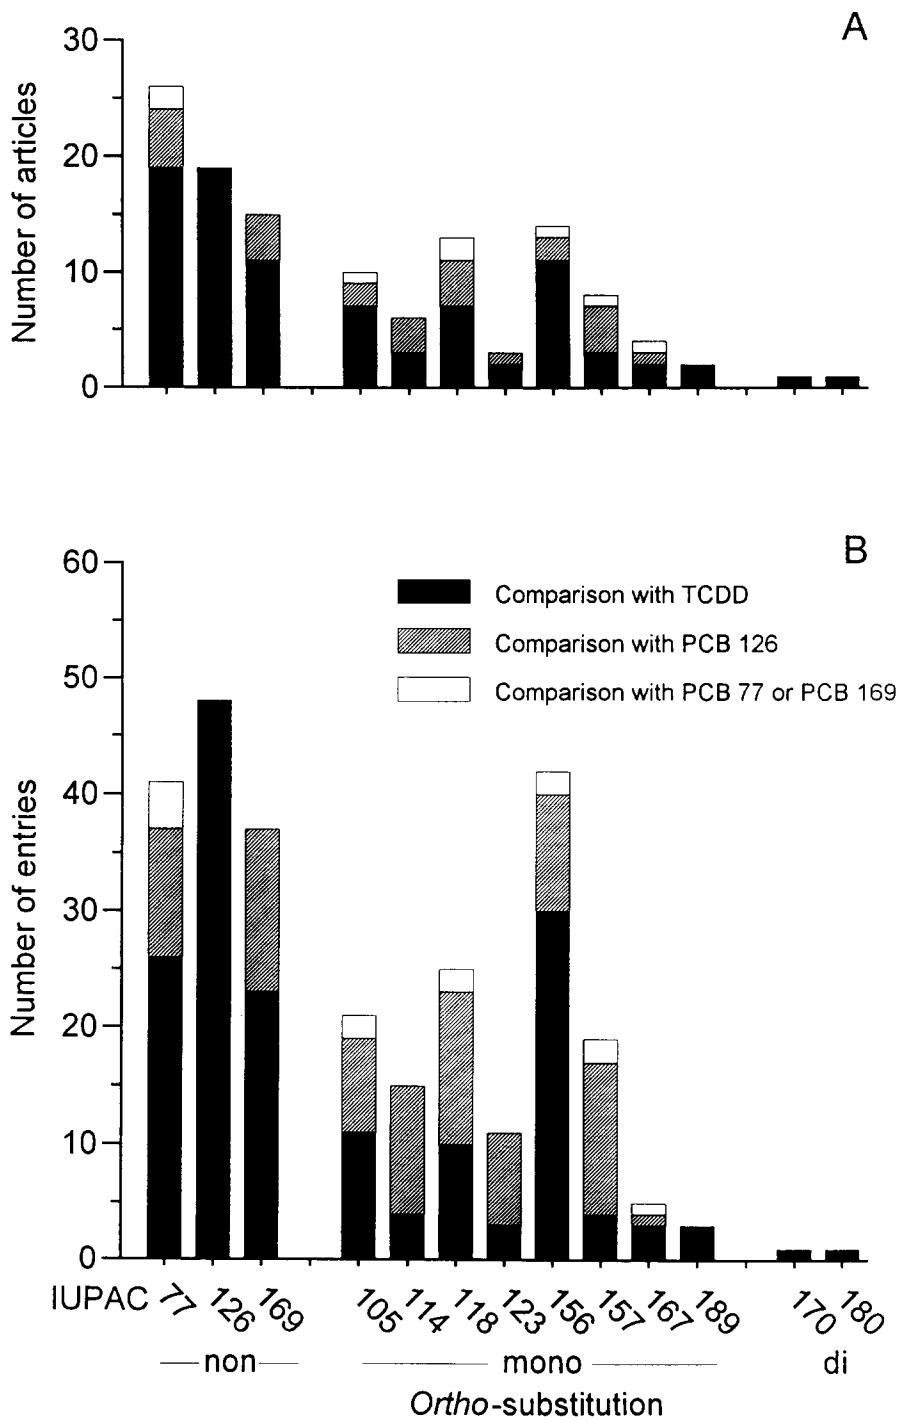 A
30
20
10
0
Number of articles
B
60
50
40
30
20
10
0
Number of entries
Comparison with TCDD
Comparison with PCB 126
Comparison with PCB 77 or PCB 169
IUPAC 77 126 169 105 114 118 123 156 157 167 189 170 180
non mono di
Ortho-substitution